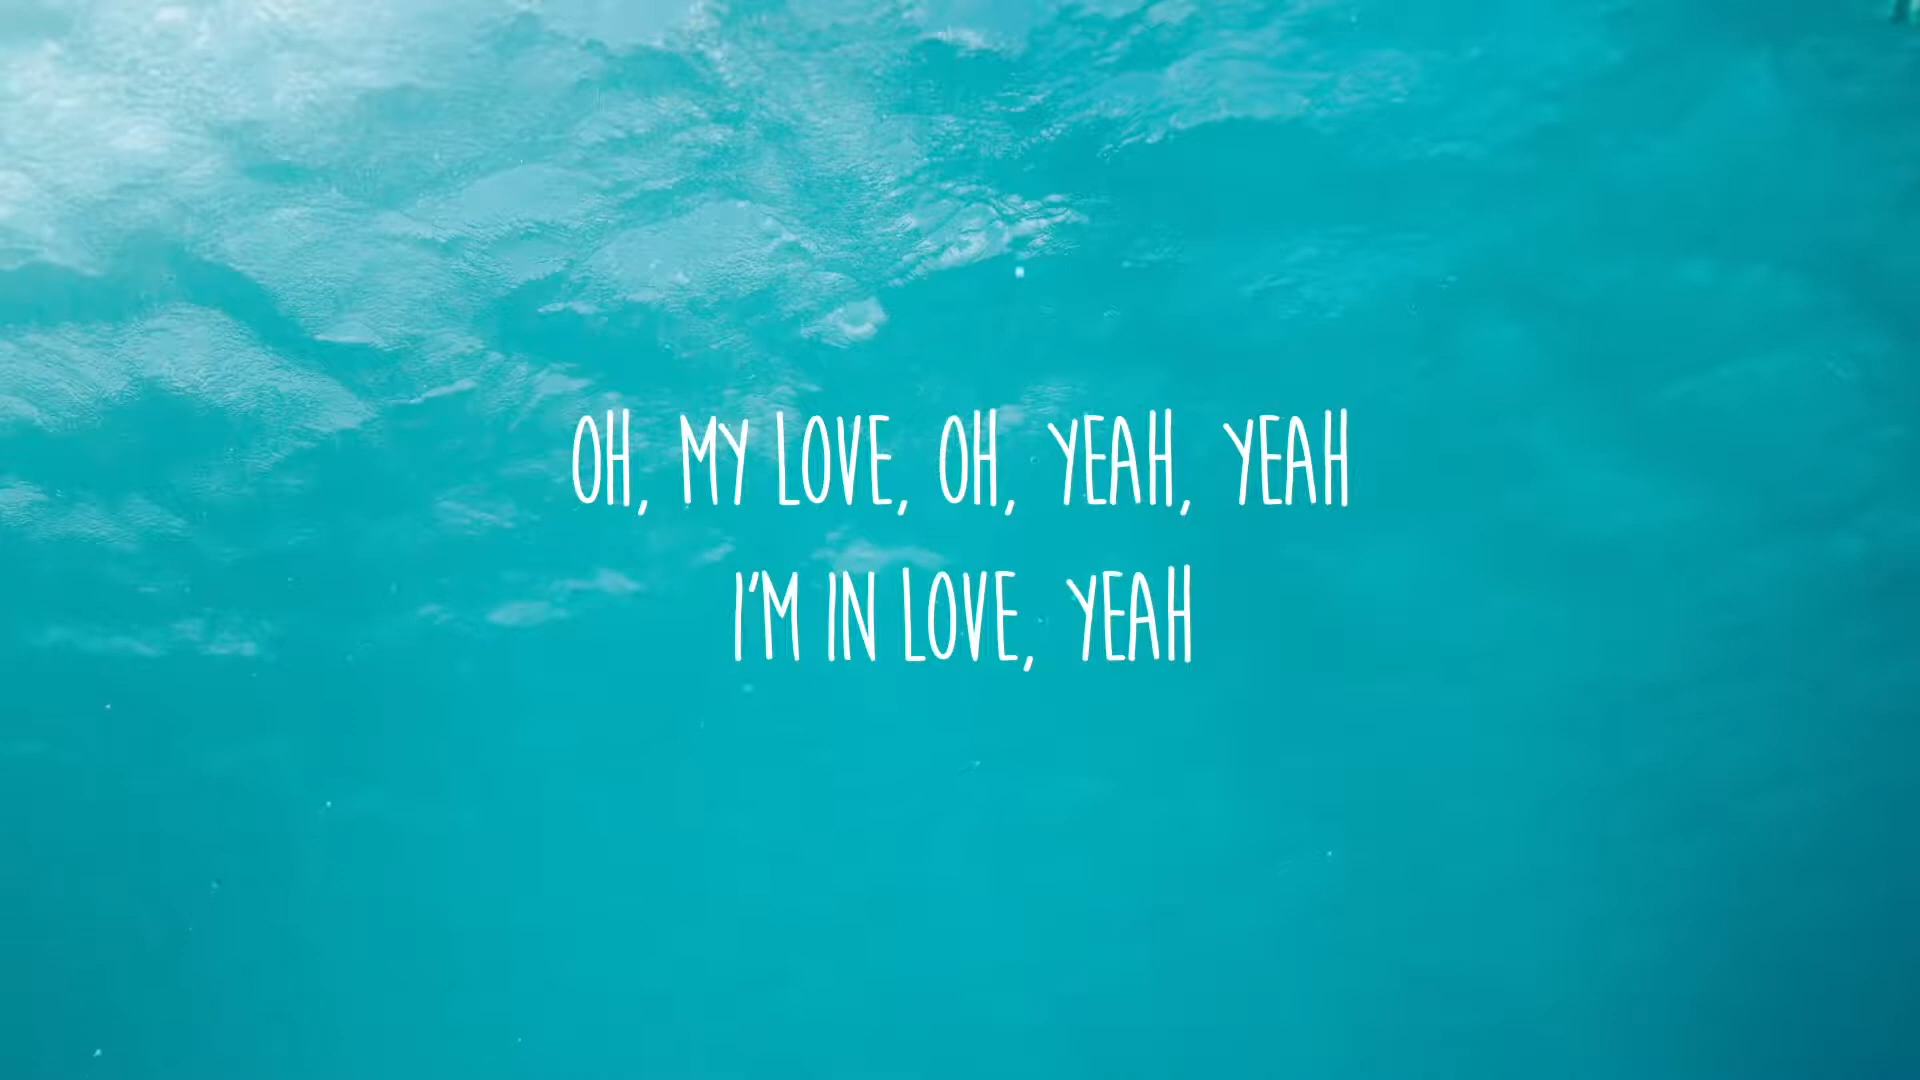 OH, MY LOVE, OH, YEAH, YEAH
I'M IN LOVE, YEAH